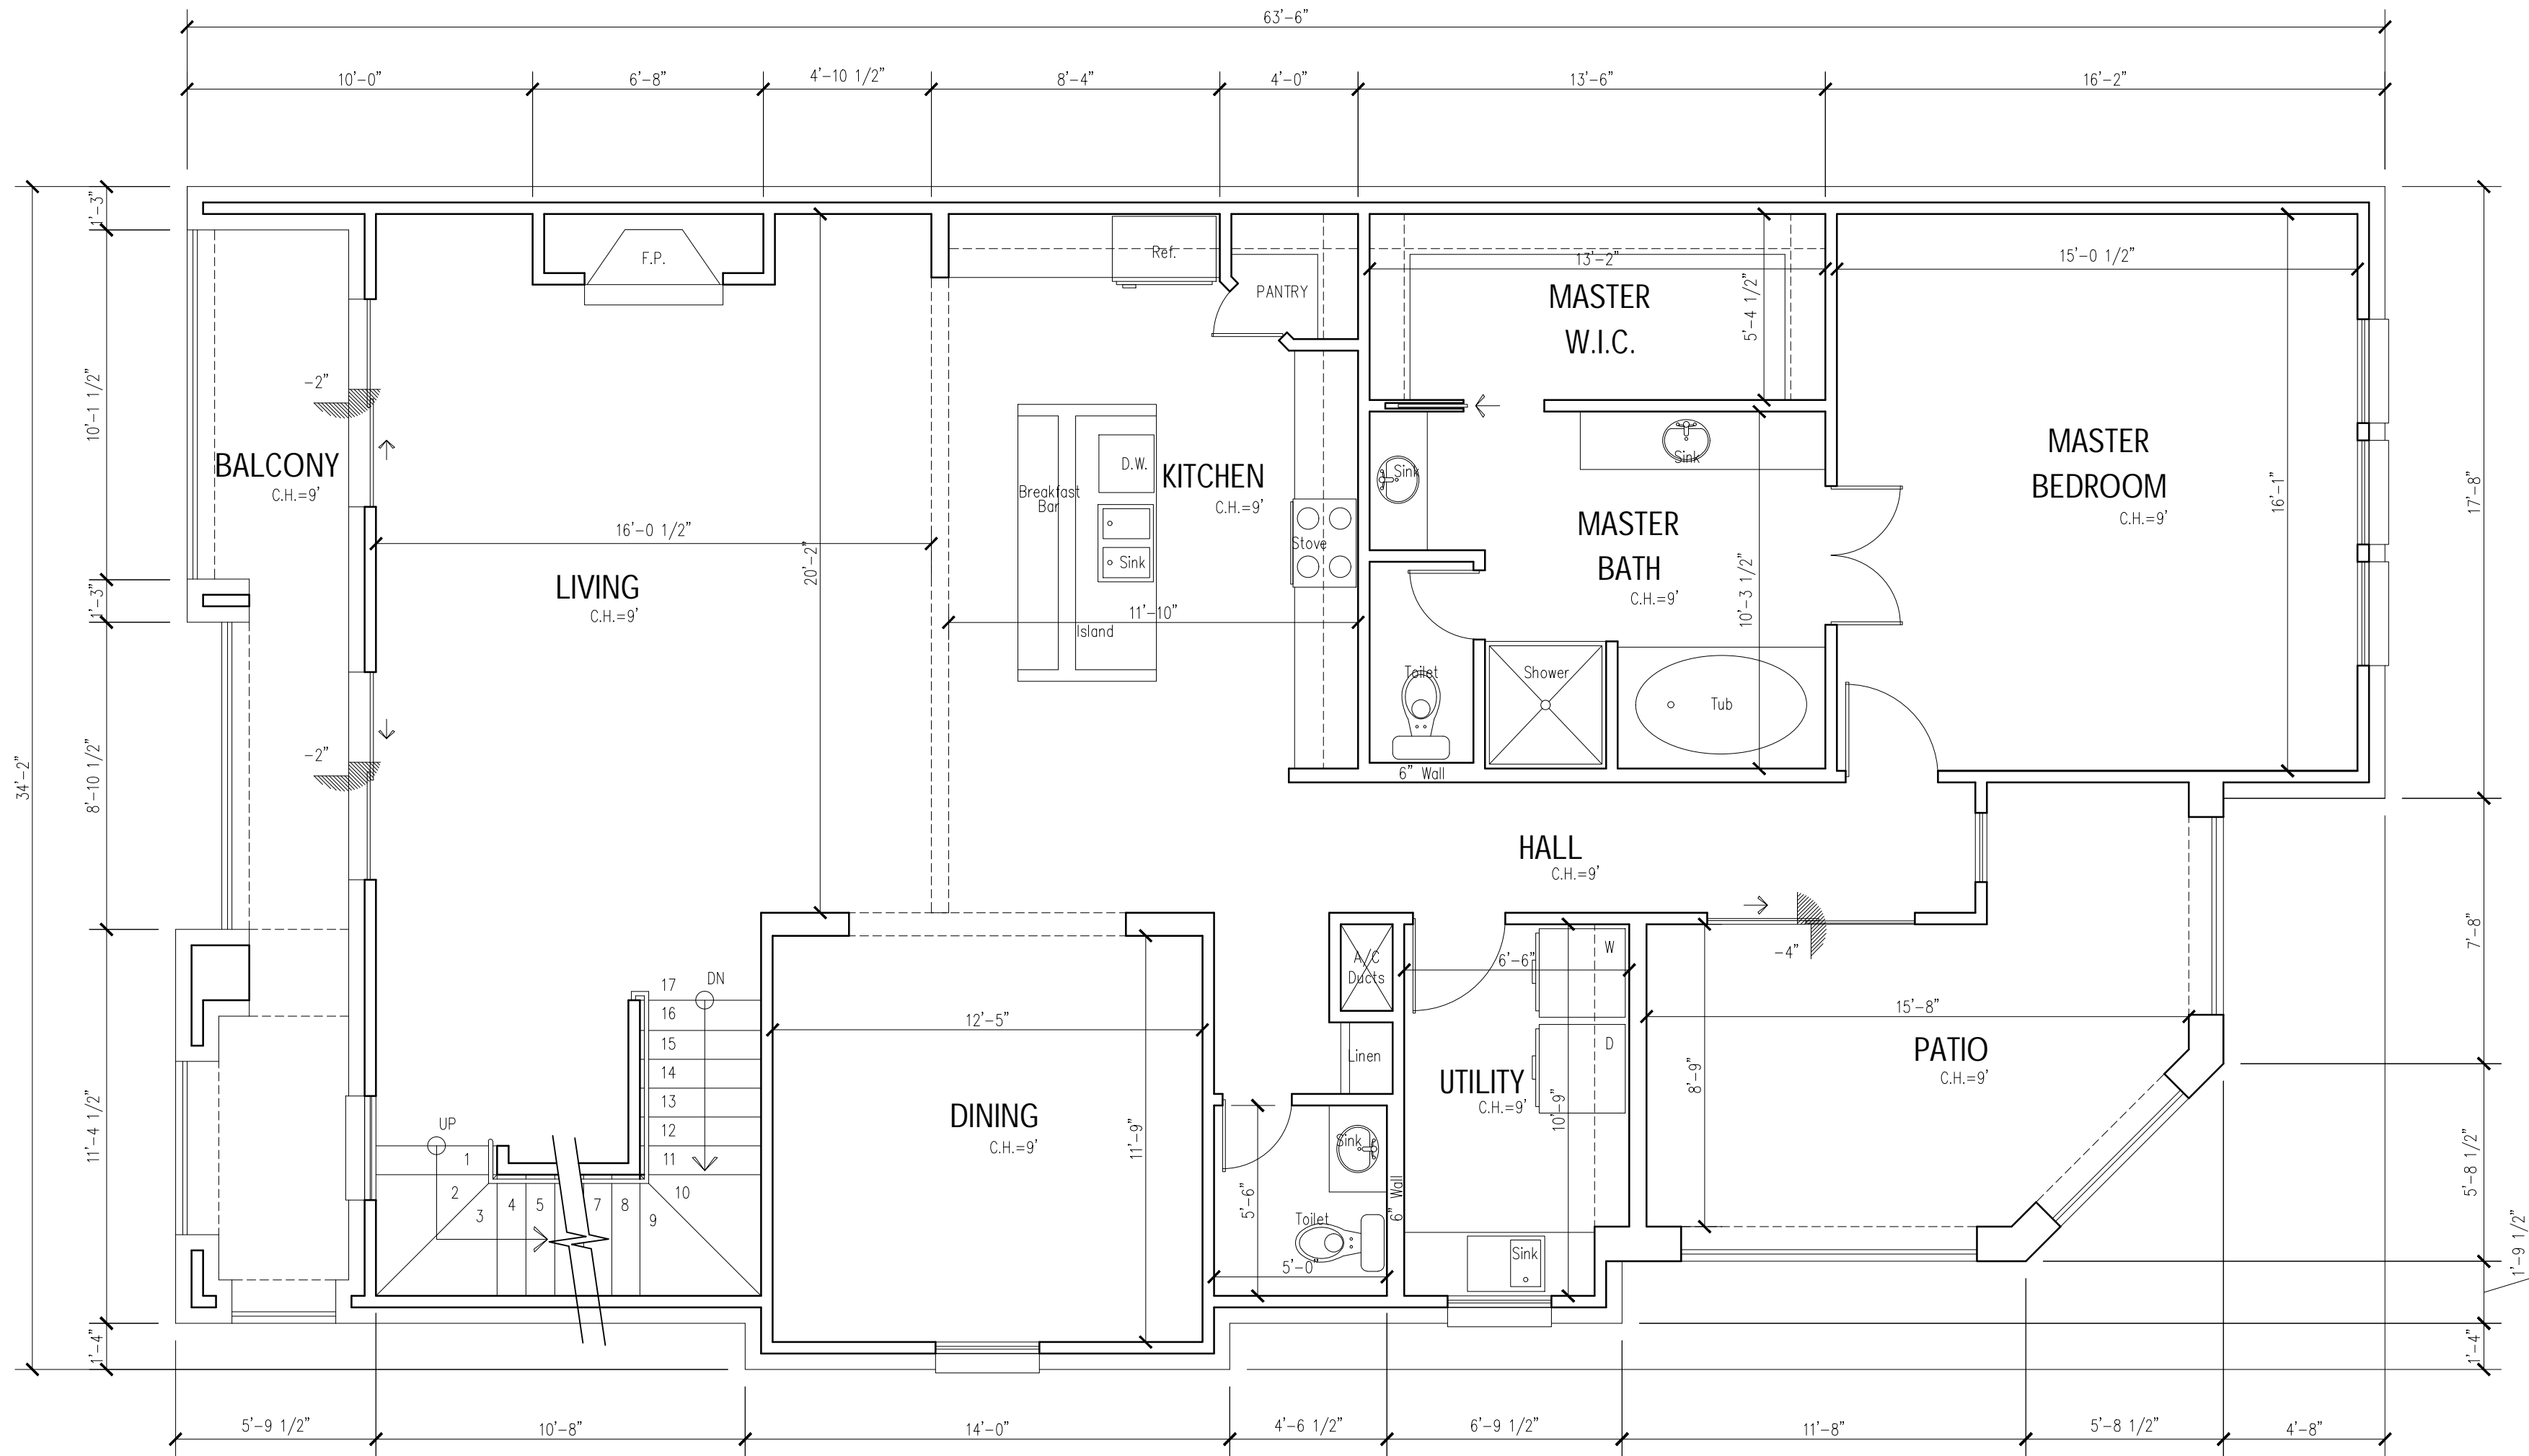 63'-6"
10'-0"
6'-8"
4'-10 1/2"
8'-4"
4'-0"
13'-6"
16'-2"
1'-3"
F.P.
Ref.
PANTRY
13'-2"
MASTER
W.I.C.
5'-4 1/2"
15'-0 1/2"
-2"
10'-1 1/2"
BALCONY
C.H.=9'
D.W.
KITCHEN
C.H.=9'
Breakfast
Bar
Sink
Sink
Sink
MASTER
BEDROOM
C.H.=9'
16'-1"
17'-8"
16'-0 1/2"
20'-2"
Stove
MASTER
BATH
C.H.=9'
10'-3 1/2"
LIVING
C.H.=9'
1'-3"
11'-10"
Island
Toilet
Shower
Tub
-2"
6" Wall
34'-2"
8'-10 1/2"
HALL
C.H.=9'
7'-8"
-4"
A/C
Ducts
6'-6"
W
17
DN
16
15
14
13
12
11
10
9
8
7
5
4
3
2
1
UP
12'-5"
15'-8"
D
Linen
PATIO
C.H.=9'
8'-9"
UTILITY
C.H.=9'
10'-9"
DINING
C.H.=9'
11'-9"
Sink
5'-6"
6" Wall
Toilet
5'-0"
Sink
11'-4 1/2"
5'-8 1/2"
1'-9 1/2"
1'-4"
1'-4"
5'-9 1/2"
10'-8"
14'-0"
4'-6 1/2"
6'-9 1/2"
11'-8"
5'-8 1/2"
4'-8"